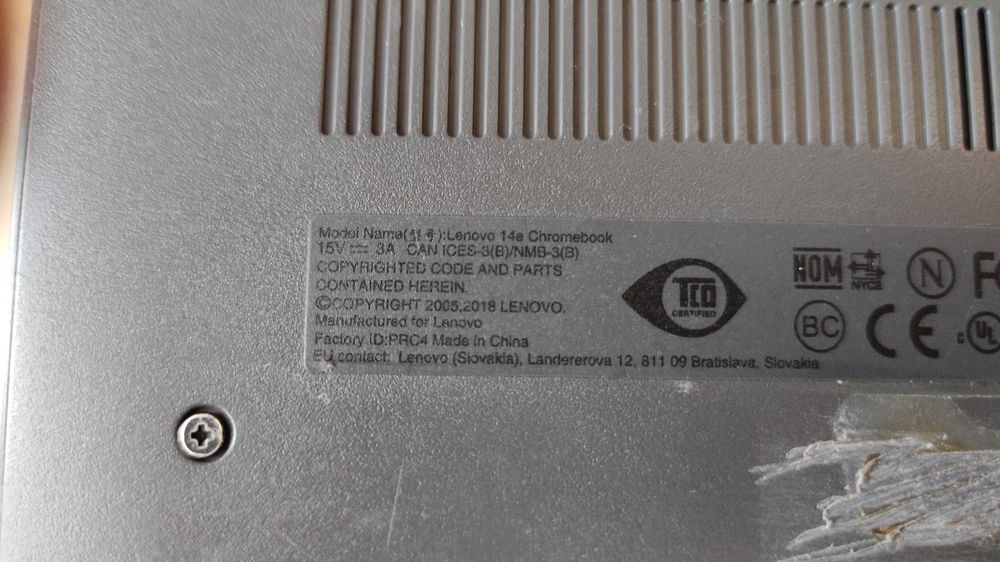 Model Name(型号):Lenovo 14e Chromebook
15V ⎓ 3A CAN ICES-3(B)/NMB-3(B)
COPYRIGHTED CODE AND PARTS
CONTAINED HEREIN.
©COPYRIGHT 2005,2018 LENOVO.
Manufactured for Lenovo
Factory ID:PRC4 Made in China
EU contact: Lenovo (Slovakia), Landererova 12, 811 09 Bratislava, Slovakia
TCO
CERTIFIED
NOM
NYCE
N
BC
CE
c UL